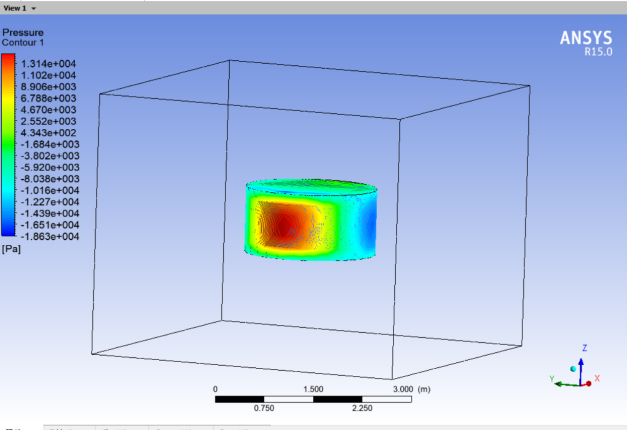 View 1
Pressure
Contour 1
ANSYS
R15.0
1.314e+004
1.102e+004
8.906e+003
6.788e+003
4.670e+003
2.552e+003
4.343e+002
-1.684e+003
-3.802e+003
-5.920e+003
-8.038e+003
-1.016e+004
-1.227e+004
-1.439e+004
-1.651e+004
-1.863e+004
[Pa]
Z
Y
X
0 1.500 3.000 (m)
0.750 2.250